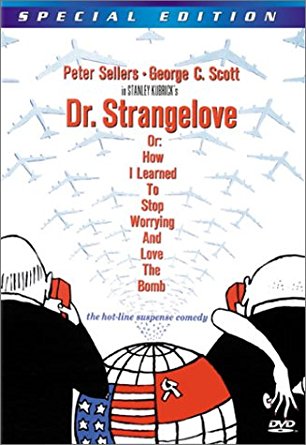 SPECIAL EDITION
Peter Sellers • George C. Scott
in STANLEY KUBRICK's
Dr. Strangelove
Or:
How
I Learned
To
Stop
Worrying
And
Love
The
Bomb
the hot-line suspense comedy
DVD